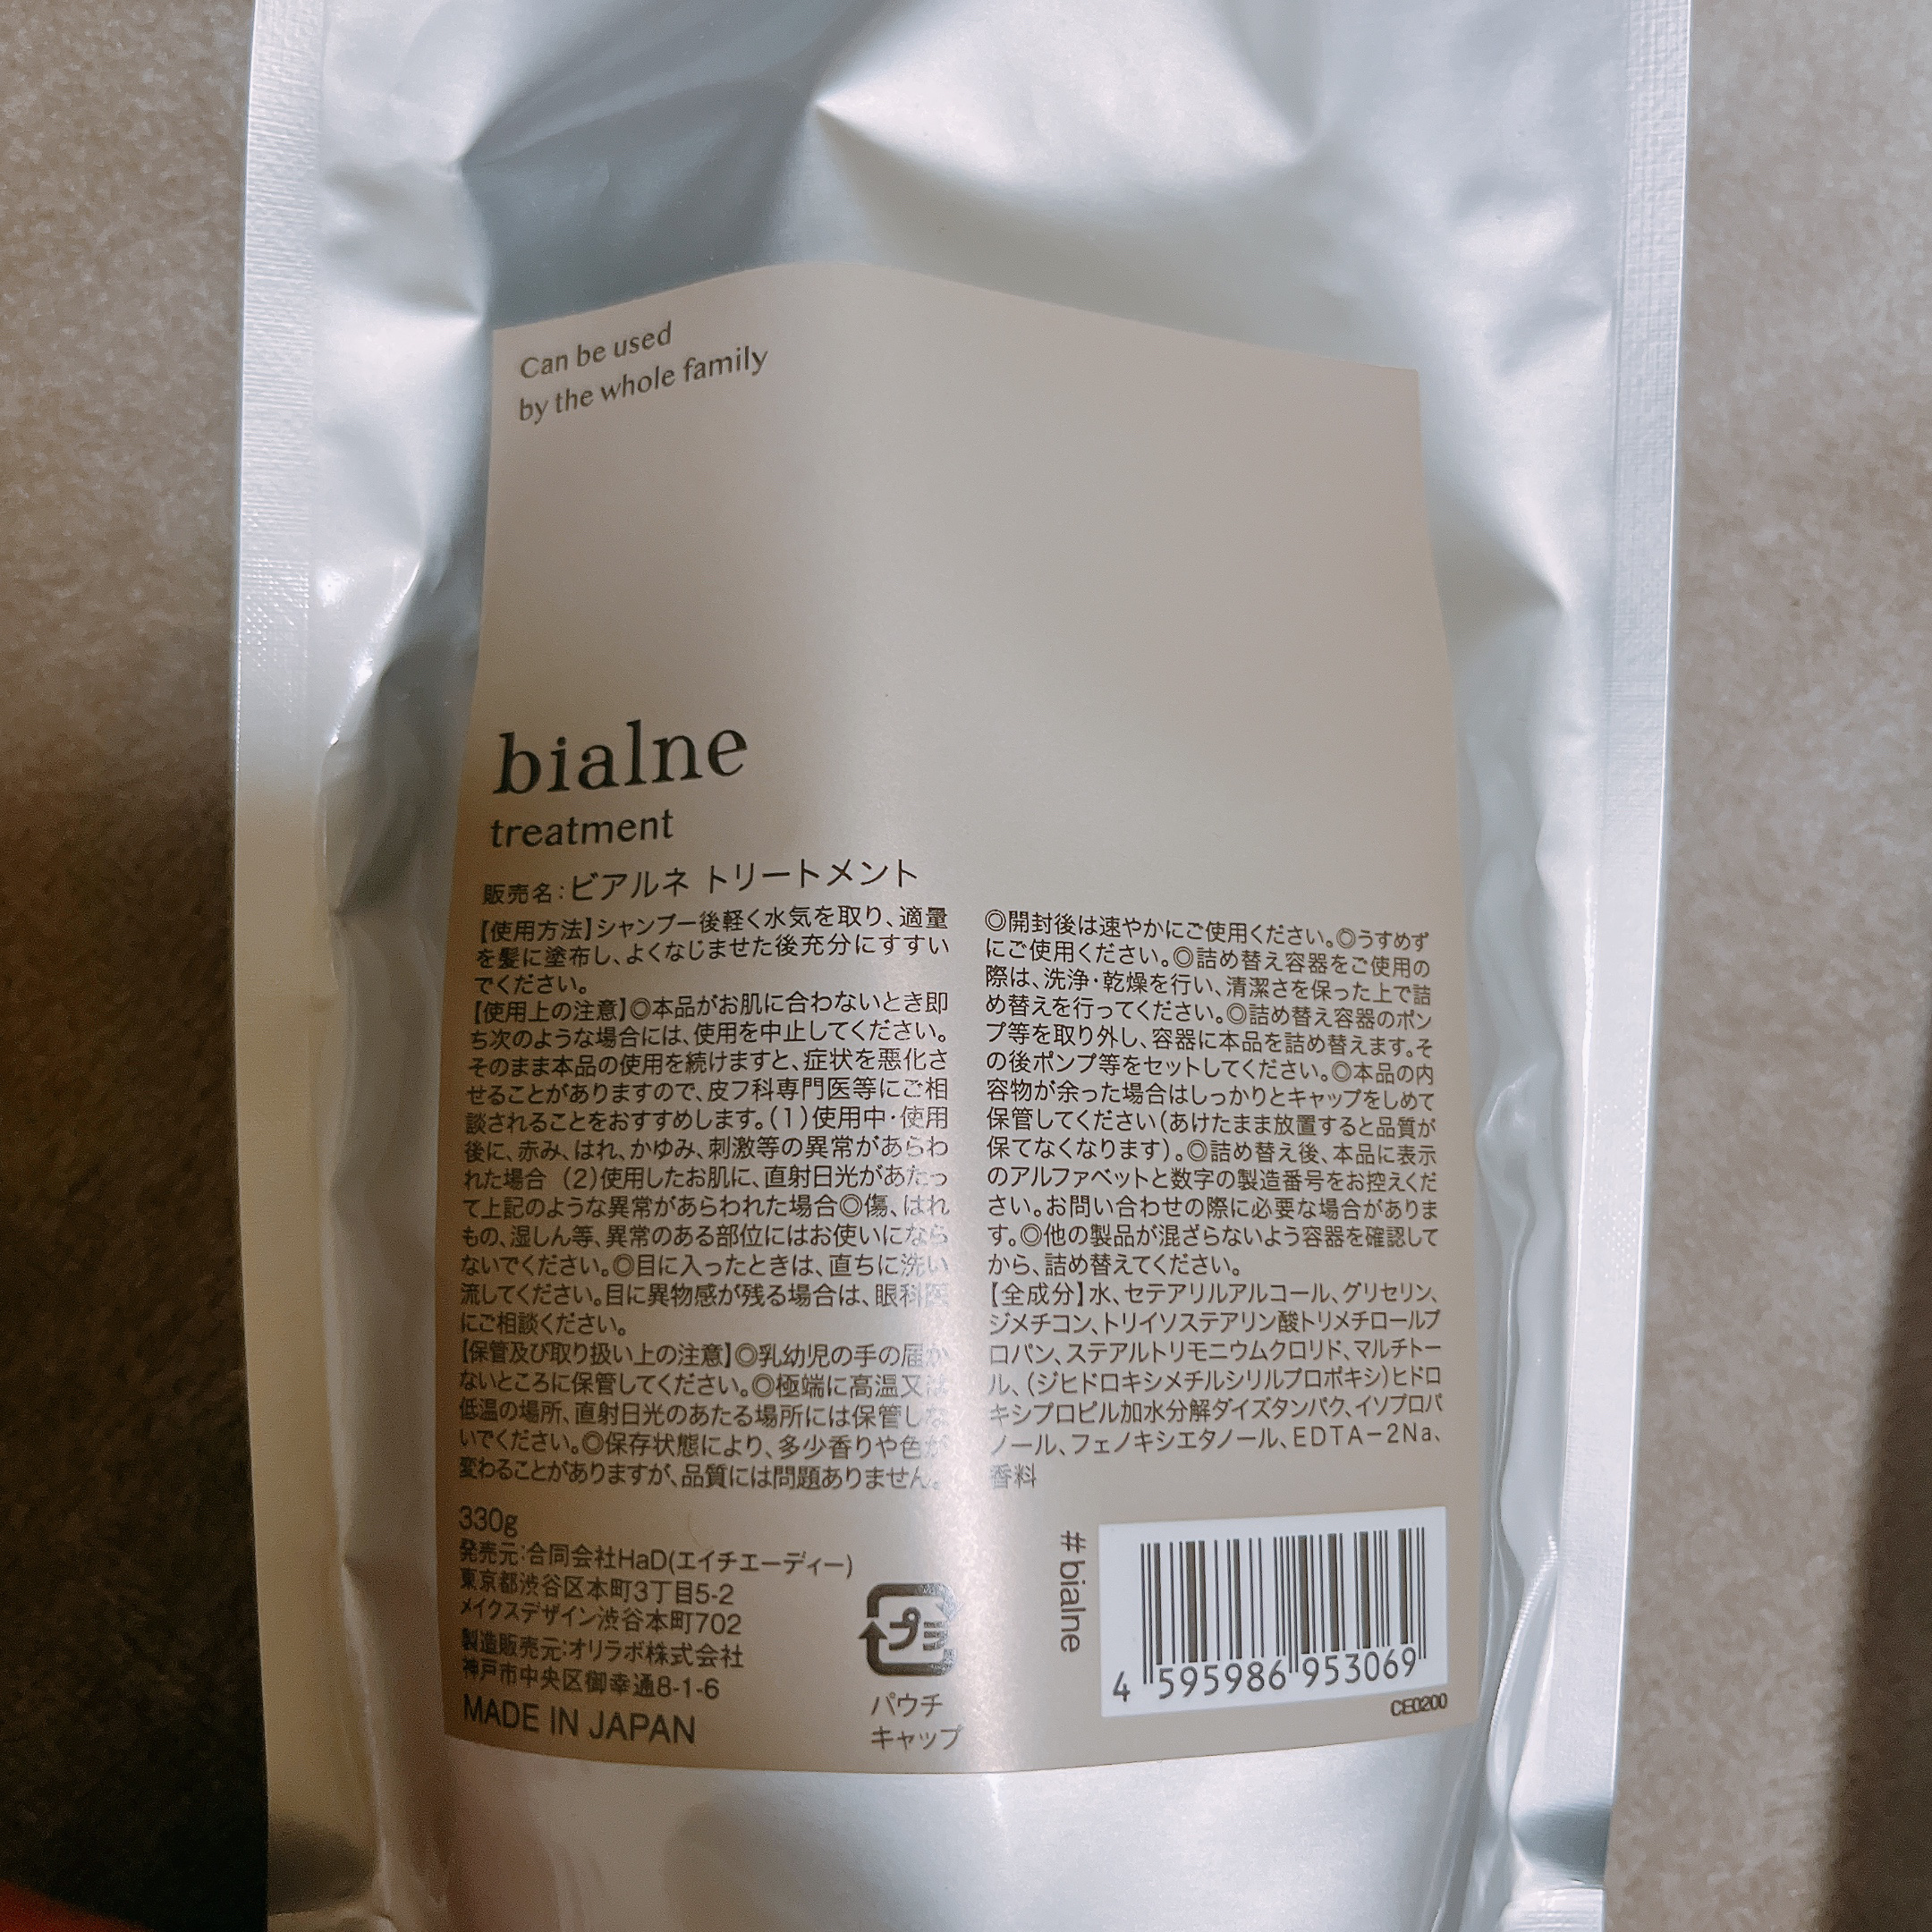 Can be used
by the whole family
bialne
treatment
販売名：ビアルネ トリートメント
【使用方法】シャンプー後軽く水気を取り、適量
を髪に塗布し、よくなじませた後充分にすすい
でください。
【使用上の注意】◎本品がお肌に合わないとき即
ち次のような場合には、使用を中止してください。
そのまま本品の使用を続けますと、症状を悪化さ
せることがありますので、皮フ科専門医等にご相
談されることをおすすめします。(1)使用中・使用
後に、赤み、はれ、かゆみ、刺激等の異常があらわ
れた場合 (2)使用したお肌に、直射日光があたっ
て上記のような異常があらわれた場合◎傷、はれ
もの、湿しん等、異常のある部位にはお使いになら
ないでください。◎目に入ったときは、直ちに洗い
流してください。目に異物感が残る場合は、眼科医
にご相談ください。
【保管及び取り扱い上の注意】◎乳幼児の手の届か
ないところに保管してください。◎極端に高温又は
低温の場所、直射日光のあたる場所には保管しな
いでください。◎保存状態により、多少香りや色が
変わることがありますが、品質には問題ありません。
◎開封後は速やかにご使用ください。◎うすめず
にご使用ください。◎詰め替え容器をご使用の
際は、洗浄・乾燥を行い、清潔さを保った上で詰
め替えを行ってください。◎詰め替え容器のポン
プ等を取り外し、容器に本品を詰め替えます。そ
の後ポンプ等をセットしてください。◎本品の内
容物が余った場合はしっかりとキャップをしめて
保管してください(あけたまま放置すると品質が
保てなくなります)。◎詰め替え後、本品に表示
のアルファベットと数字の製造番号をお控えくだ
さい。お問い合わせの際に必要な場合がありま
す。◎他の製品が混ざらないよう容器を確認して
から、詰め替えてください。
【全成分】水、セテアリルアルコール、グリセリン、
ジメチコン、トリイソステアリン酸トリメチロールプ
ロパン、ステアルトリモニウムクロリド、マルチトー
ル、(ジヒドロキシメチルシリルプロポキシ)ヒドロ
キシプロピル加水分解ダイズタンパク、イソプロパ
ノール、フェノキシエタノール、EDTA－2Na、
香料
330g
発売元:合同会社HaD(エイチエーディー)
東京都渋谷区本町3丁目5-2
メイクスデザイン渋谷本町702
製造販売元:オリラボ株式会社
神戸市中央区御幸通8-1-6
MADE IN JAPAN
プラ
パウチ
キャップ
#bialne
4 595986 953069
CE0200